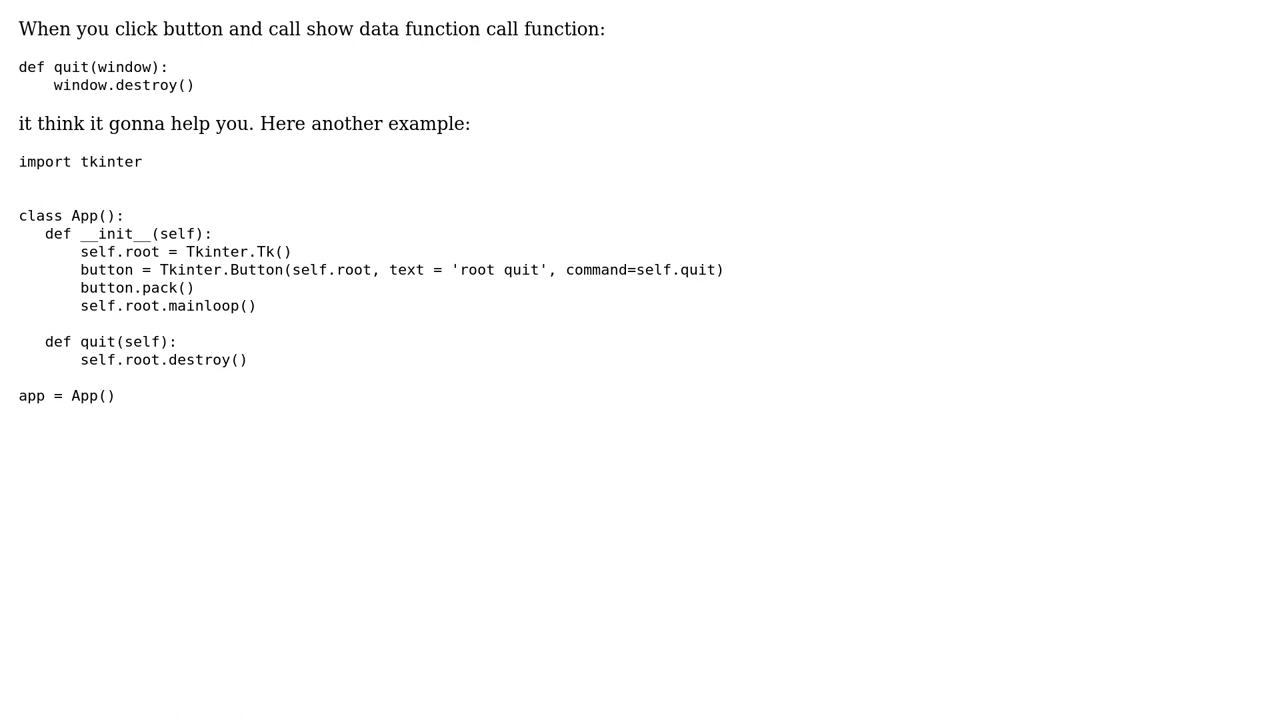 When you click button and call show data function call function:
def quit(window):
    window.destroy()
it think it gonna help you. Here another example:
import tkinter


class App():
   def __init__(self):
       self.root = Tkinter.Tk()
       button = Tkinter.Button(self.root, text = 'root quit', command=self.quit)
       button.pack()
       self.root.mainloop()

   def quit(self):
       self.root.destroy()

app = App()